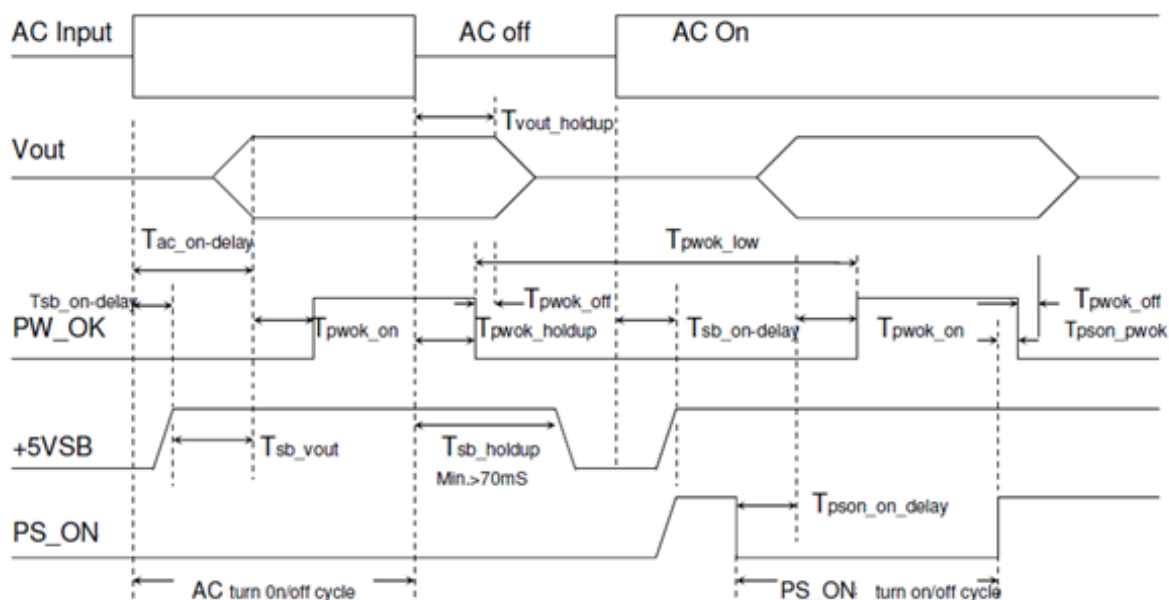 AC Input AC off AC On
Tvout_holdup
Vout
Tac_on-delay Tpwok_low
Tsb_on-delay Tpwok_off Tpwok_off
PW_OK Tpwok_on Tpwok_holdup Tsb_on-delay Tpwok_on Tpson_pwok
+5VSB Tsb_vout Tsb_holdup
Min.>70mS
PS_ON Tpson_on_delay
AC turn 0n/off cycle PS_ON: turn on/off cycle